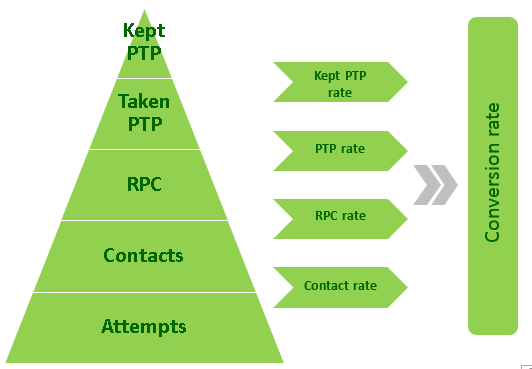 Kept
PTP
Taken
PTP
RPC
Contacts
Attempts
Kept PTP
rate
PTP rate
RPC rate
Contact rate
Conversion rate